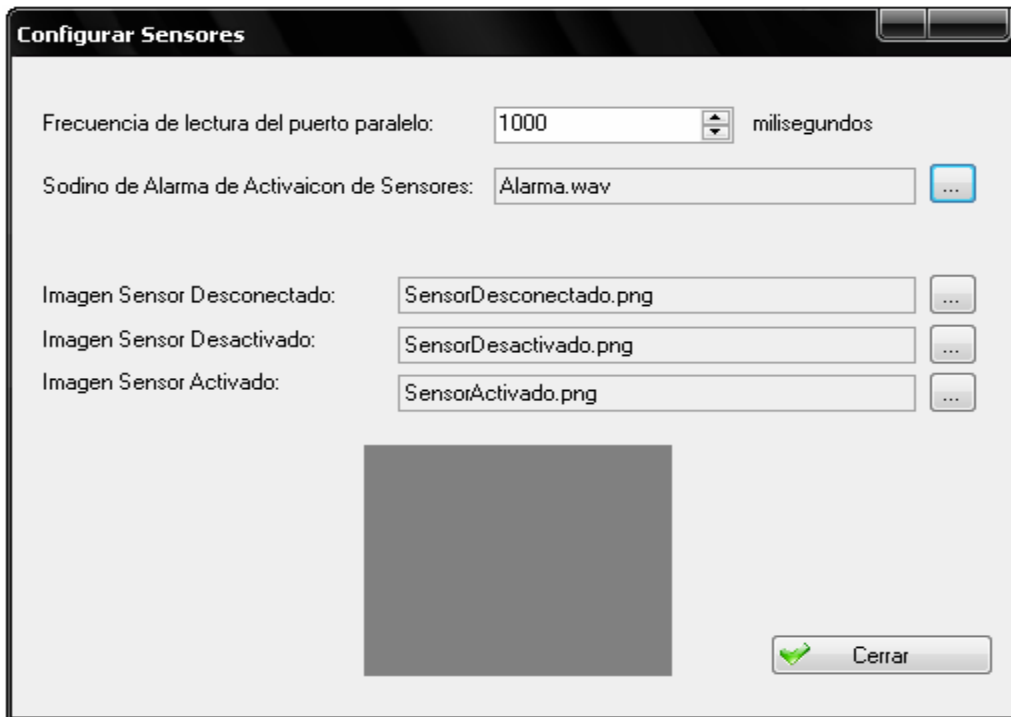 Configurar Sensores
Frecuencia de lectura del puerto paralelo: 1000 milisegundos
Sodino de Alarma de Activaicon de Sensores: Alarma.wav ...
Imagen Sensor Desconectado: SensorDesconectado.png ...
Imagen Sensor Desactivado: SensorDesactivado.png ...
Imagen Sensor Activado: SensorActivado.png ...
Cerrar